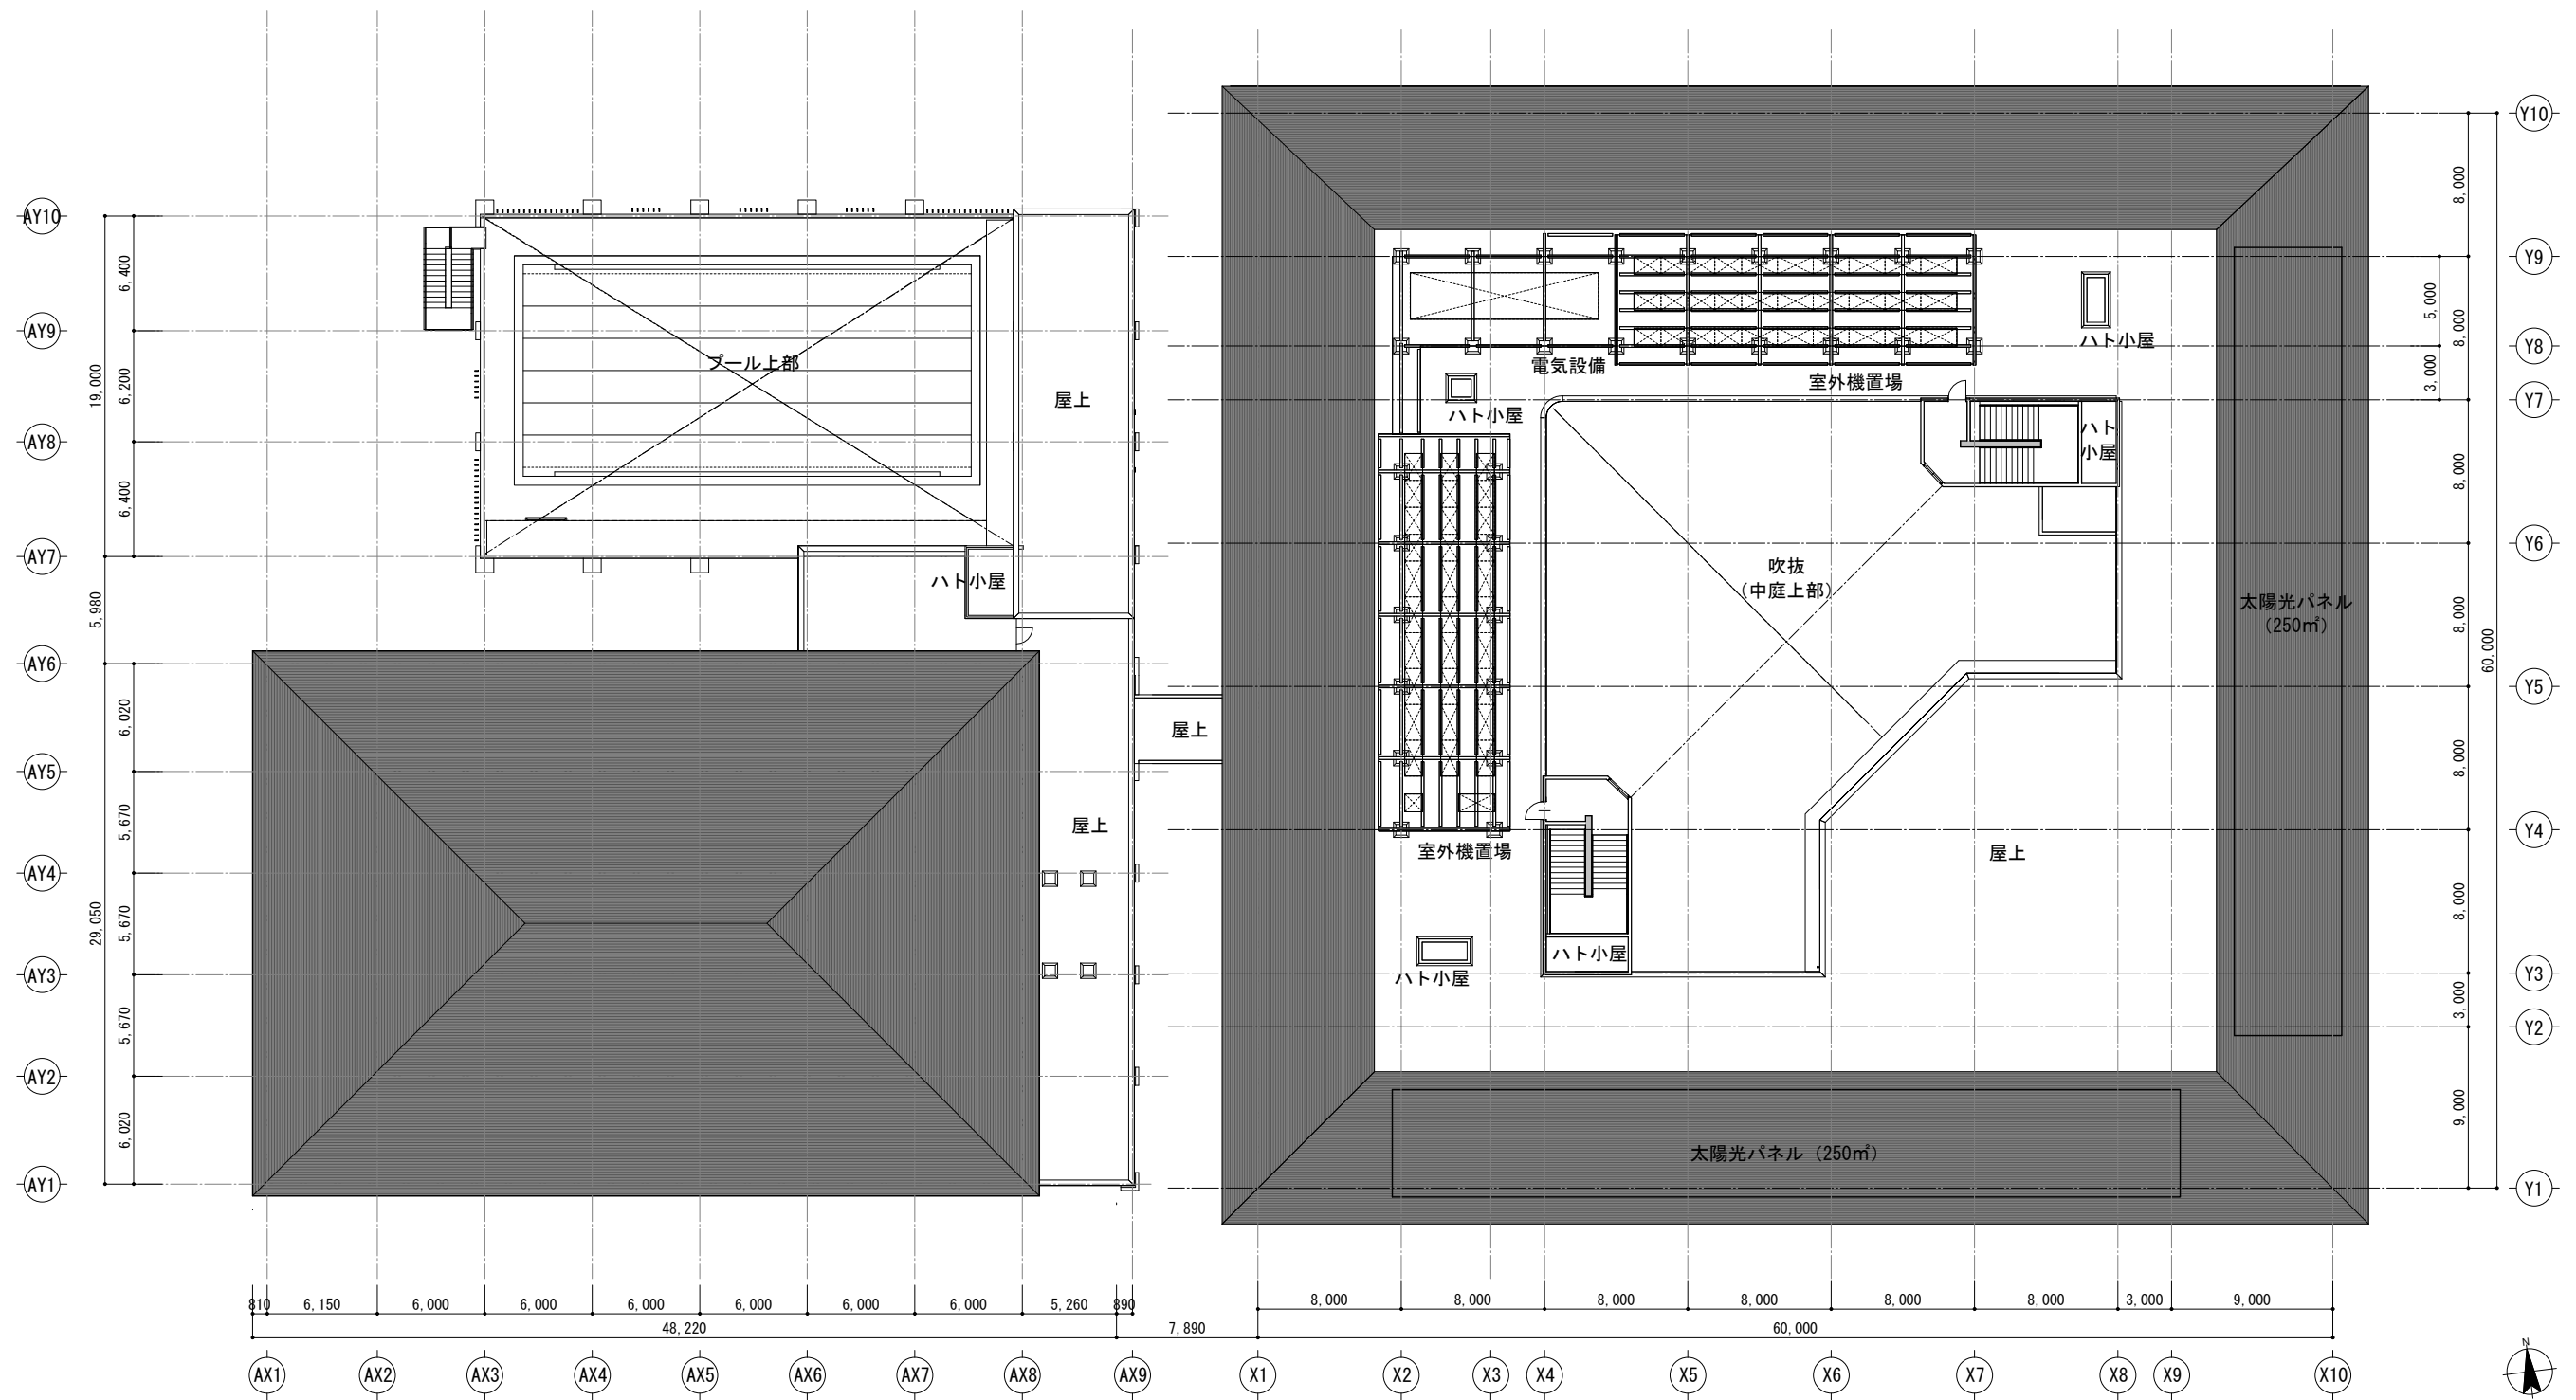 Y10
8,000
AY10
Y9
6,400
5,000
8,000
AY9
ハト小屋
Y8
プール上部
電気設備
19,000
6,200
室外機置場
3,000
屋上
Y7
ハト小屋
ハト
小屋
AY8
8,000
6,400
Y6
AY7
吹抜
(中庭上部)
ハト小屋
太陽光パネル
(250㎡)
5,980
8,000
60,000
AY6
Y5
6,020
屋上
AY5
8,000
5,670
屋上
Y4
室外機置場
屋上
AY4
29,050
5,670
8,000
ハト小屋
AY3
Y3
ハト小屋
5,670
3,000
Y2
AY2
9,000
6,020
太陽光パネル (250㎡)
AY1
Y1
810 6,150 6,000 6,000 6,000 6,000 6,000 6,000 5,260 890
8,000 8,000 8,000 8,000 8,000 8,000 3,000 9,000
48,220 7,890 60,000
N
AX1 AX2 AX3 AX4 AX5 AX6 AX7 AX8 AX9 X1 X2 X3 X4 X5 X6 X7 X8 X9 X10